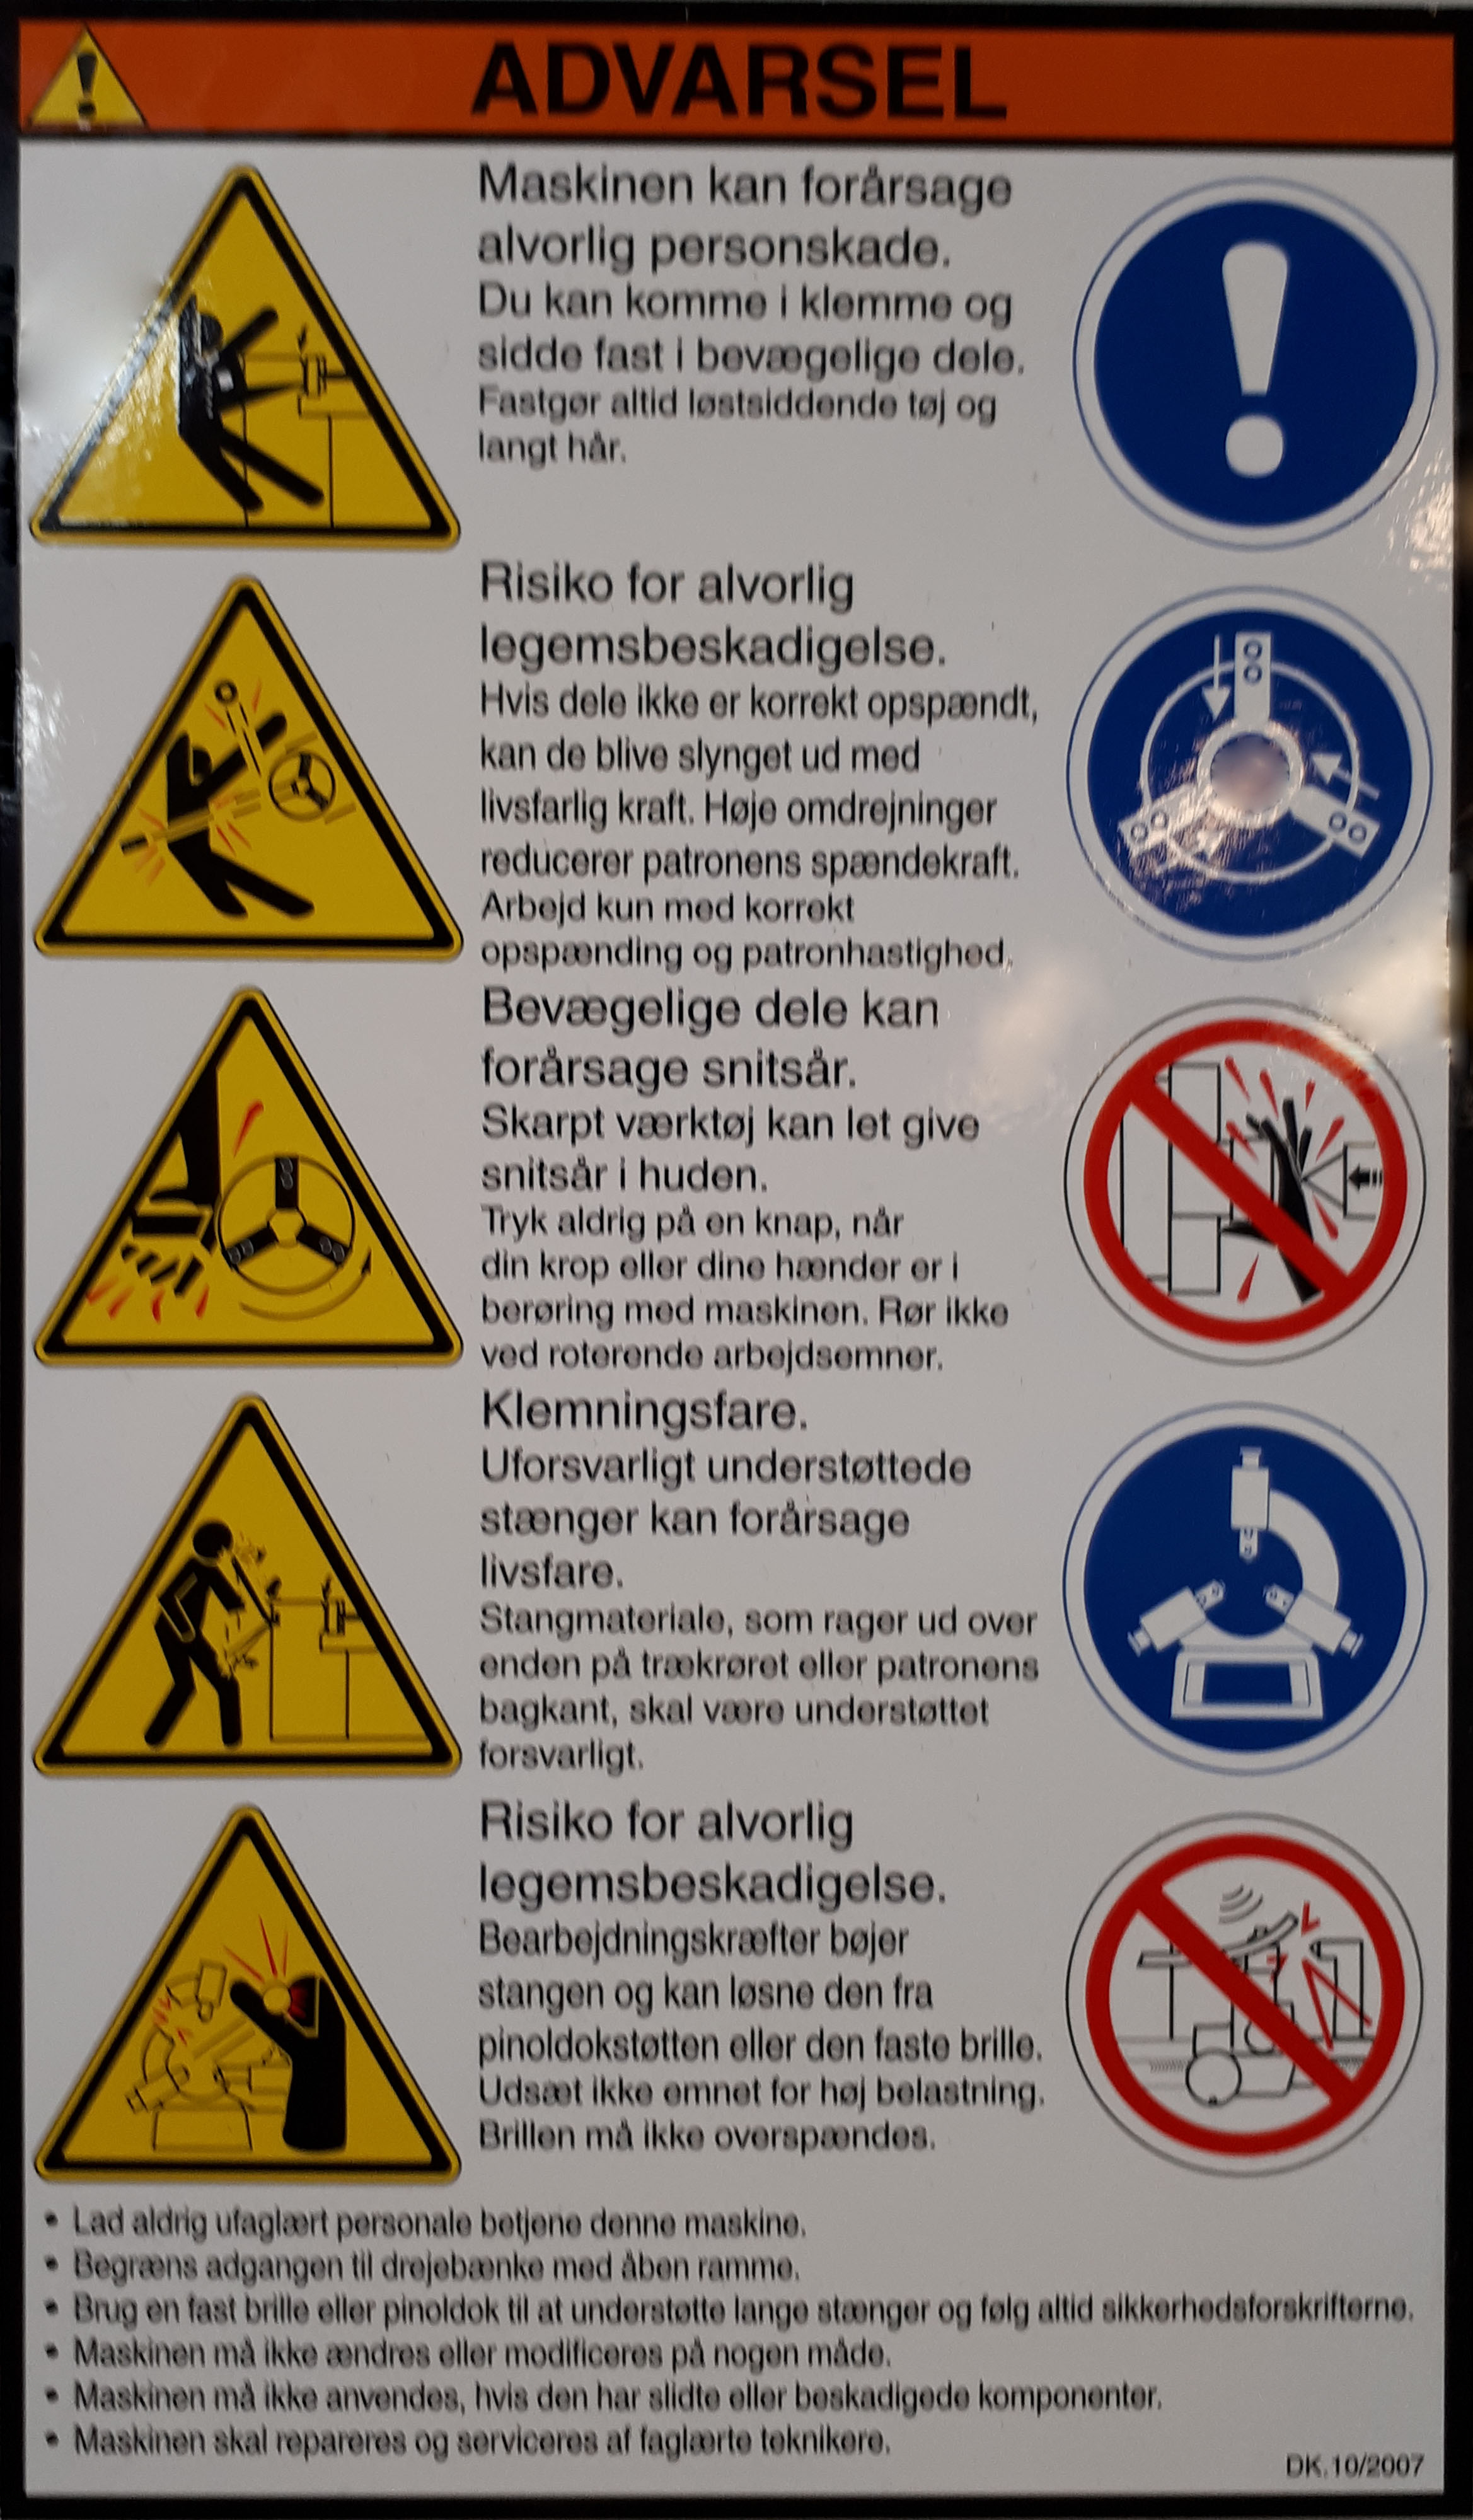 ADVARSEL
Maskinen kan forårsage
alvorlig personskade.
Du kan komme i klemme og
sidde fast i bevægelige dele.
Fastgør altid løstsiddende tøj og
langt hår.
Risiko for alvorlig
legemsbeskadigelse.
Hvis dele ikke er korrekt opspændt,
kan de blive slynget ud med
livsfarlig kraft. Høje omdrejninger
reducerer patronens spændekraft.
Arbejd kun med korrekt
opspænding og patronhastighed.
Bevægelige dele kan
forårsage snitsår.
Skarpt værktøj kan let give
snitsår i huden.
Tryk aldrig på en knap, når
din krop eller dine hænder er i
berøring med maskinen. Rør ikke
ved roterende arbejdsemner.
Klemningsfare.
Uforsvarligt understøttede
stænger kan forårsage
livsfare.
Stangmateriale, som rager ud over
enden på trækrøret eller patronens
bagkant, skal være understøttet
forsvarligt.
Risiko for alvorlig
legemsbeskadigelse.
Bearbejdningskræfter bøjer
stangen og kan løsne den fra
pinoldokstøtten eller den faste brille.
Udsæt ikke emnet for høj belastning.
Brillen må ikke overspændes.
• Lad aldrig ufaglært personale betjene denne maskine.
• Begræns adgangen til drejebænke med åben ramme.
• Brug en fast brille eller pinoldok til at understøtte lange stænger og følg altid sikkerhedsforskrifterne.
• Maskinen må ikke ændres eller modificeres på nogen måde.
• Maskinen må ikke anvendes, hvis den har slidte eller beskadigede komponenter.
• Maskinen skal repareres og serviceres af faglærte teknikere.
DK.10/2007